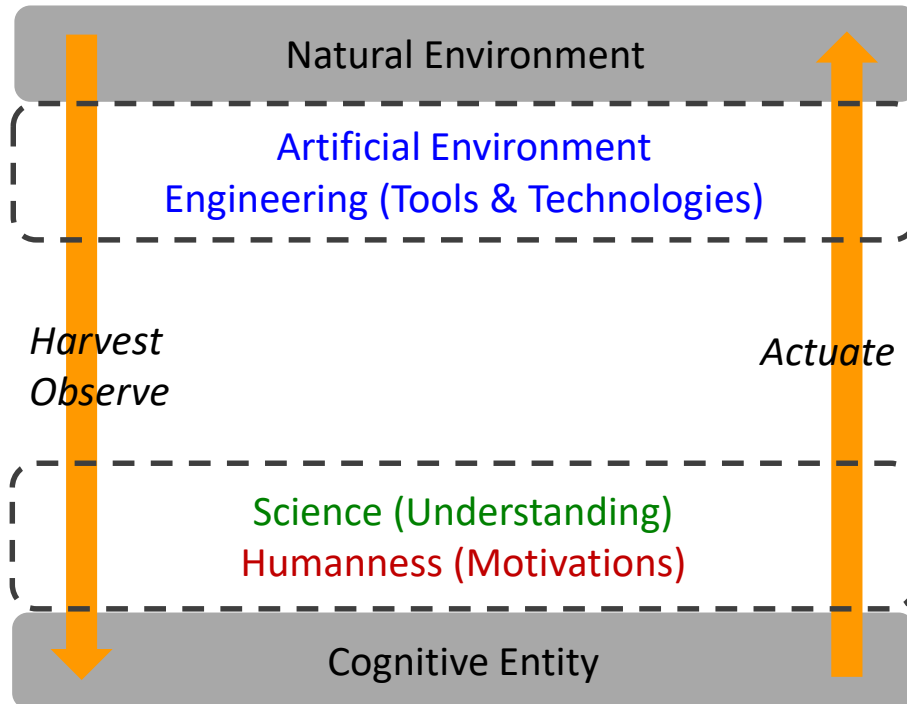 Natural Environment
Artificial Environment
Engineering (Tools & Technologies)
Harvest
Observe
Actuate
Science (Understanding)
Humanness (Motivations)
Cognitive Entity